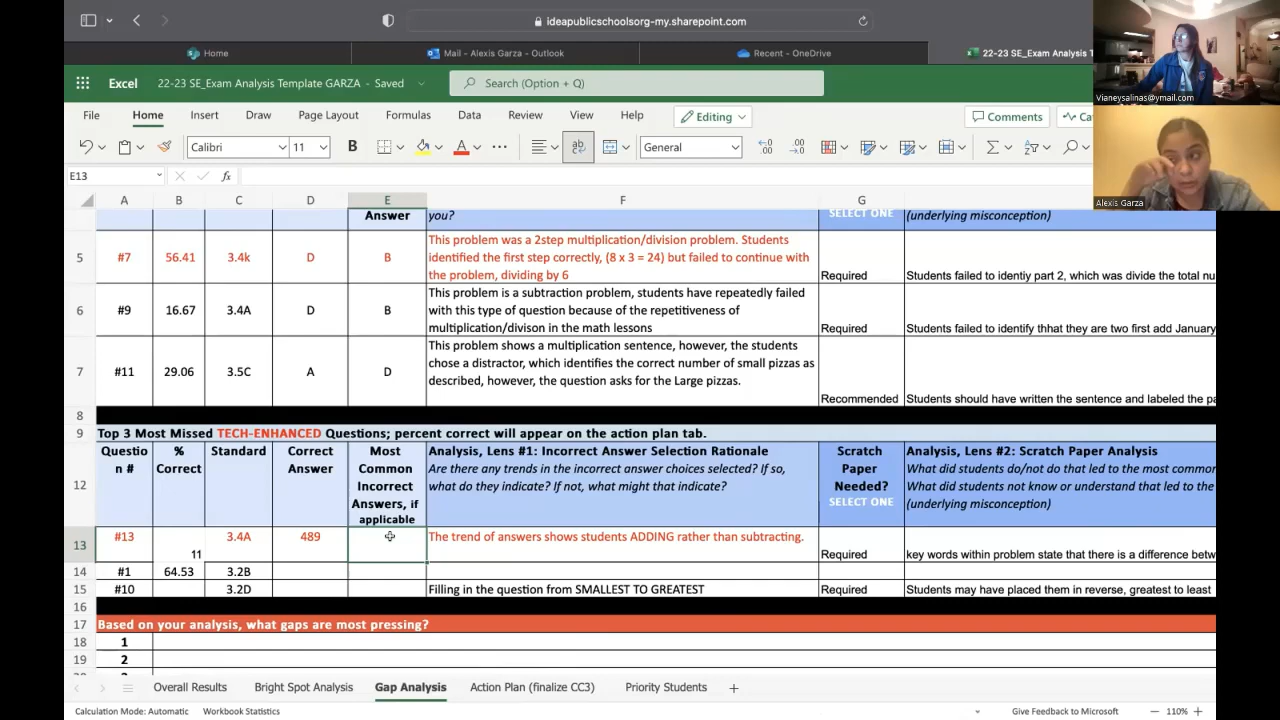 ideapublicschoolsorg-my.sharepoint.com
Home
Mail - Alexis Garza - Outlook
Recent - OneDrive
22-23 SE_Exam Analysis T
Vianeysalinas@ymail.com
Excel
22-23 SE_Exam Analysis Template GARZA - Saved
Search (Option + Q)
File Home Insert Draw Page Layout Formulas Data Review View Help
Editing
Comments
Ca
Calibri 11 B A General
E13
fx
Alexis Garza
A B C D E F G
Answer you? SELECT ONE (underlying misconception)
5 #7 56.41 3.4k D B
This problem was a 2step multiplication/division problem. Students
identified the first step correctly, (8 x 3 = 24) but failed to continue with
the problem, dividing by 6
Required Students failed to identiy part 2, which was divide the total nu
6 #9 16.67 3.4A D B
This problem is a subtraction problem, students have repeatedly failed
with this type of question because of the repetitiveness of
multiplication/divison in the math lessons
Required Students failed to identify thhat they are two first add January
7 #11 29.06 3.5C A D
This problem shows a multiplication sentence, however, the students
chose a distractor, which identifies the correct number of small pizzas as
described, however, the question asks for the Large pizzas.
Recommended Students should have written the sentence and labeled the pa
8
9 Top 3 Most Missed TECH-ENHANCED Questions; percent correct will appear on the action plan tab.
12
Questio
n #
%
Correct
Standard
Correct
Answer
Most
Common
Incorrect
Answers, if
applicable
Analysis, Lens #1: Incorrect Answer Selection Rationale
Are there any trends in the incorrect answer choices selected? If so,
what do they indicate? If not, what might that indicate?
Scratch
Paper
Needed?
SELECT ONE
Analysis, Lens #2: Scratch Paper Analysis
What did students do/not do that led to the most common
What did students not know or understand that led to the
(underlying misconception)
13 #13 11 3.4A 489 The trend of answers shows students ADDING rather than subtracting. Required key words within problem state that there is a difference betw
14 #1 64.53 3.2B
15 #10 3.2D Filling in the question from SMALLEST TO GREATEST Required Students may have placed them in reverse, greatest to least
16
17 Based on your analysis, what gaps are most pressing?
18 1
19 2
Overall Results Bright Spot Analysis Gap Analysis Action Plan (finalize CC3) Priority Students
Calculation Mode: Automatic Workbook Statistics Give Feedback to Microsoft 110%